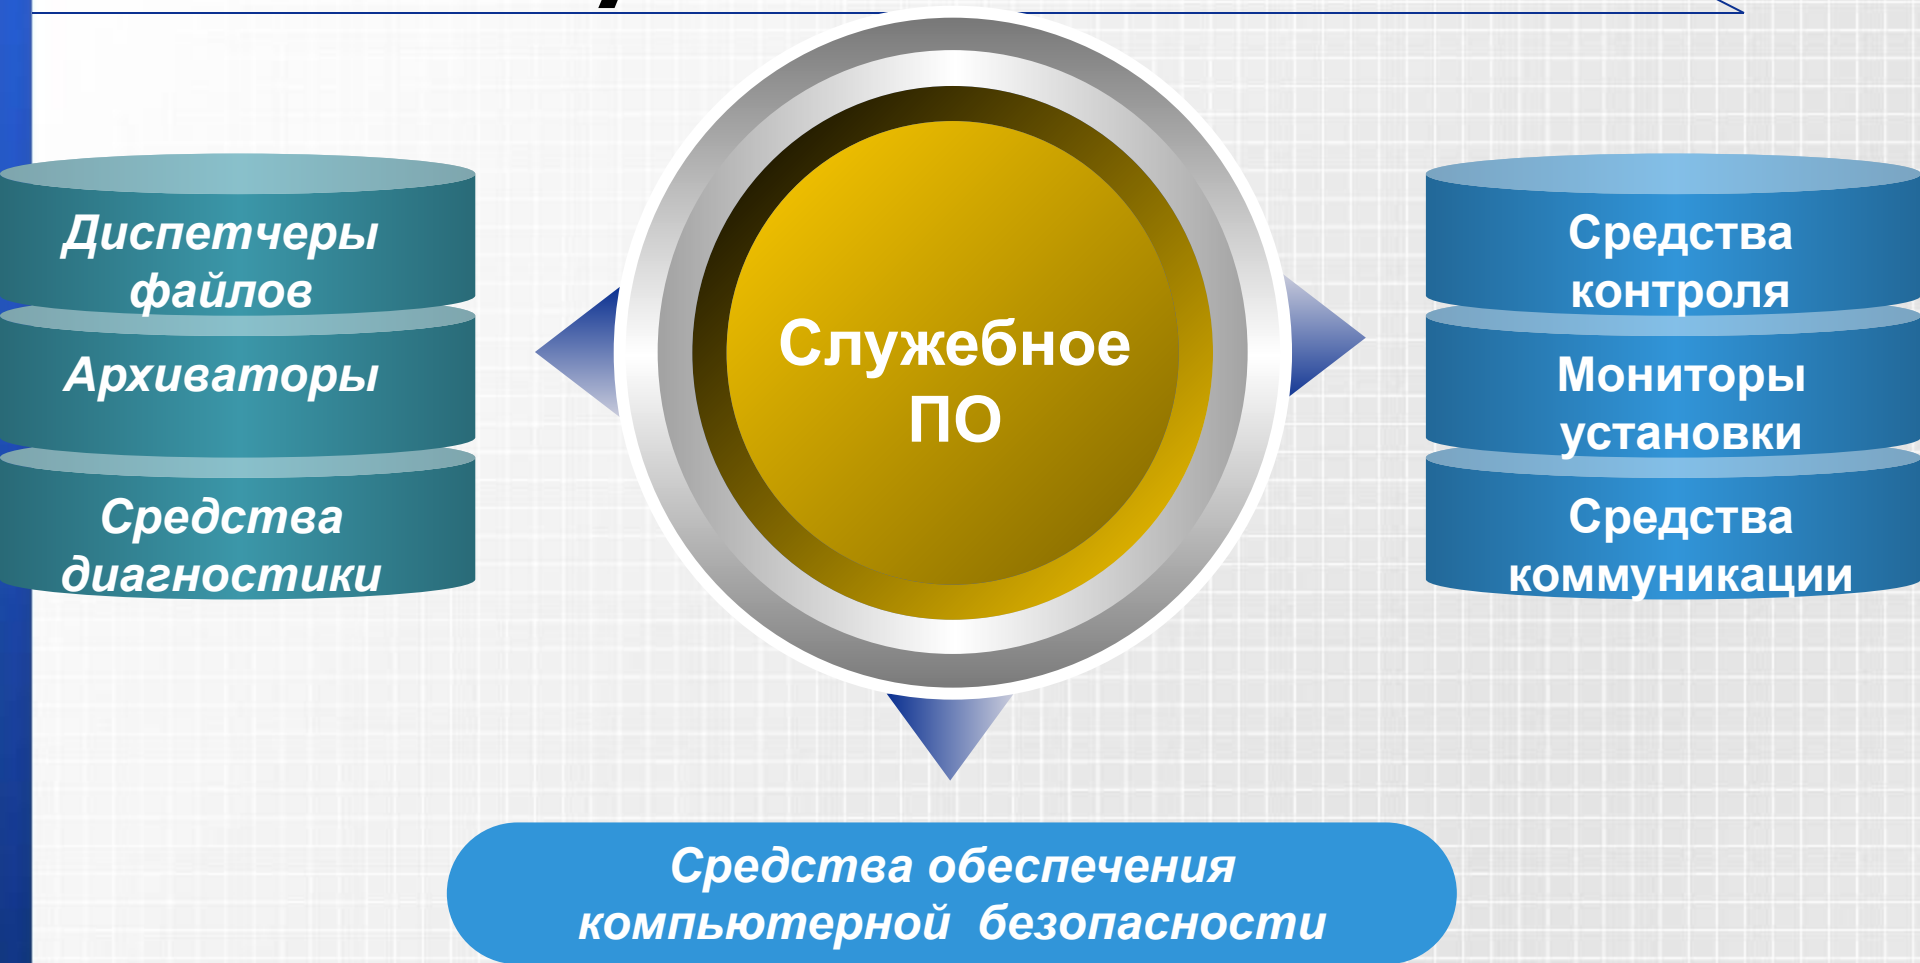 Диспетчеры
файлов
Архиваторы
Средства
диагностики
Служебное
ПО
Средства
контроля
Мониторы
установки
Средства
коммуникации
Средства обеспечения
компьютерной безопасности